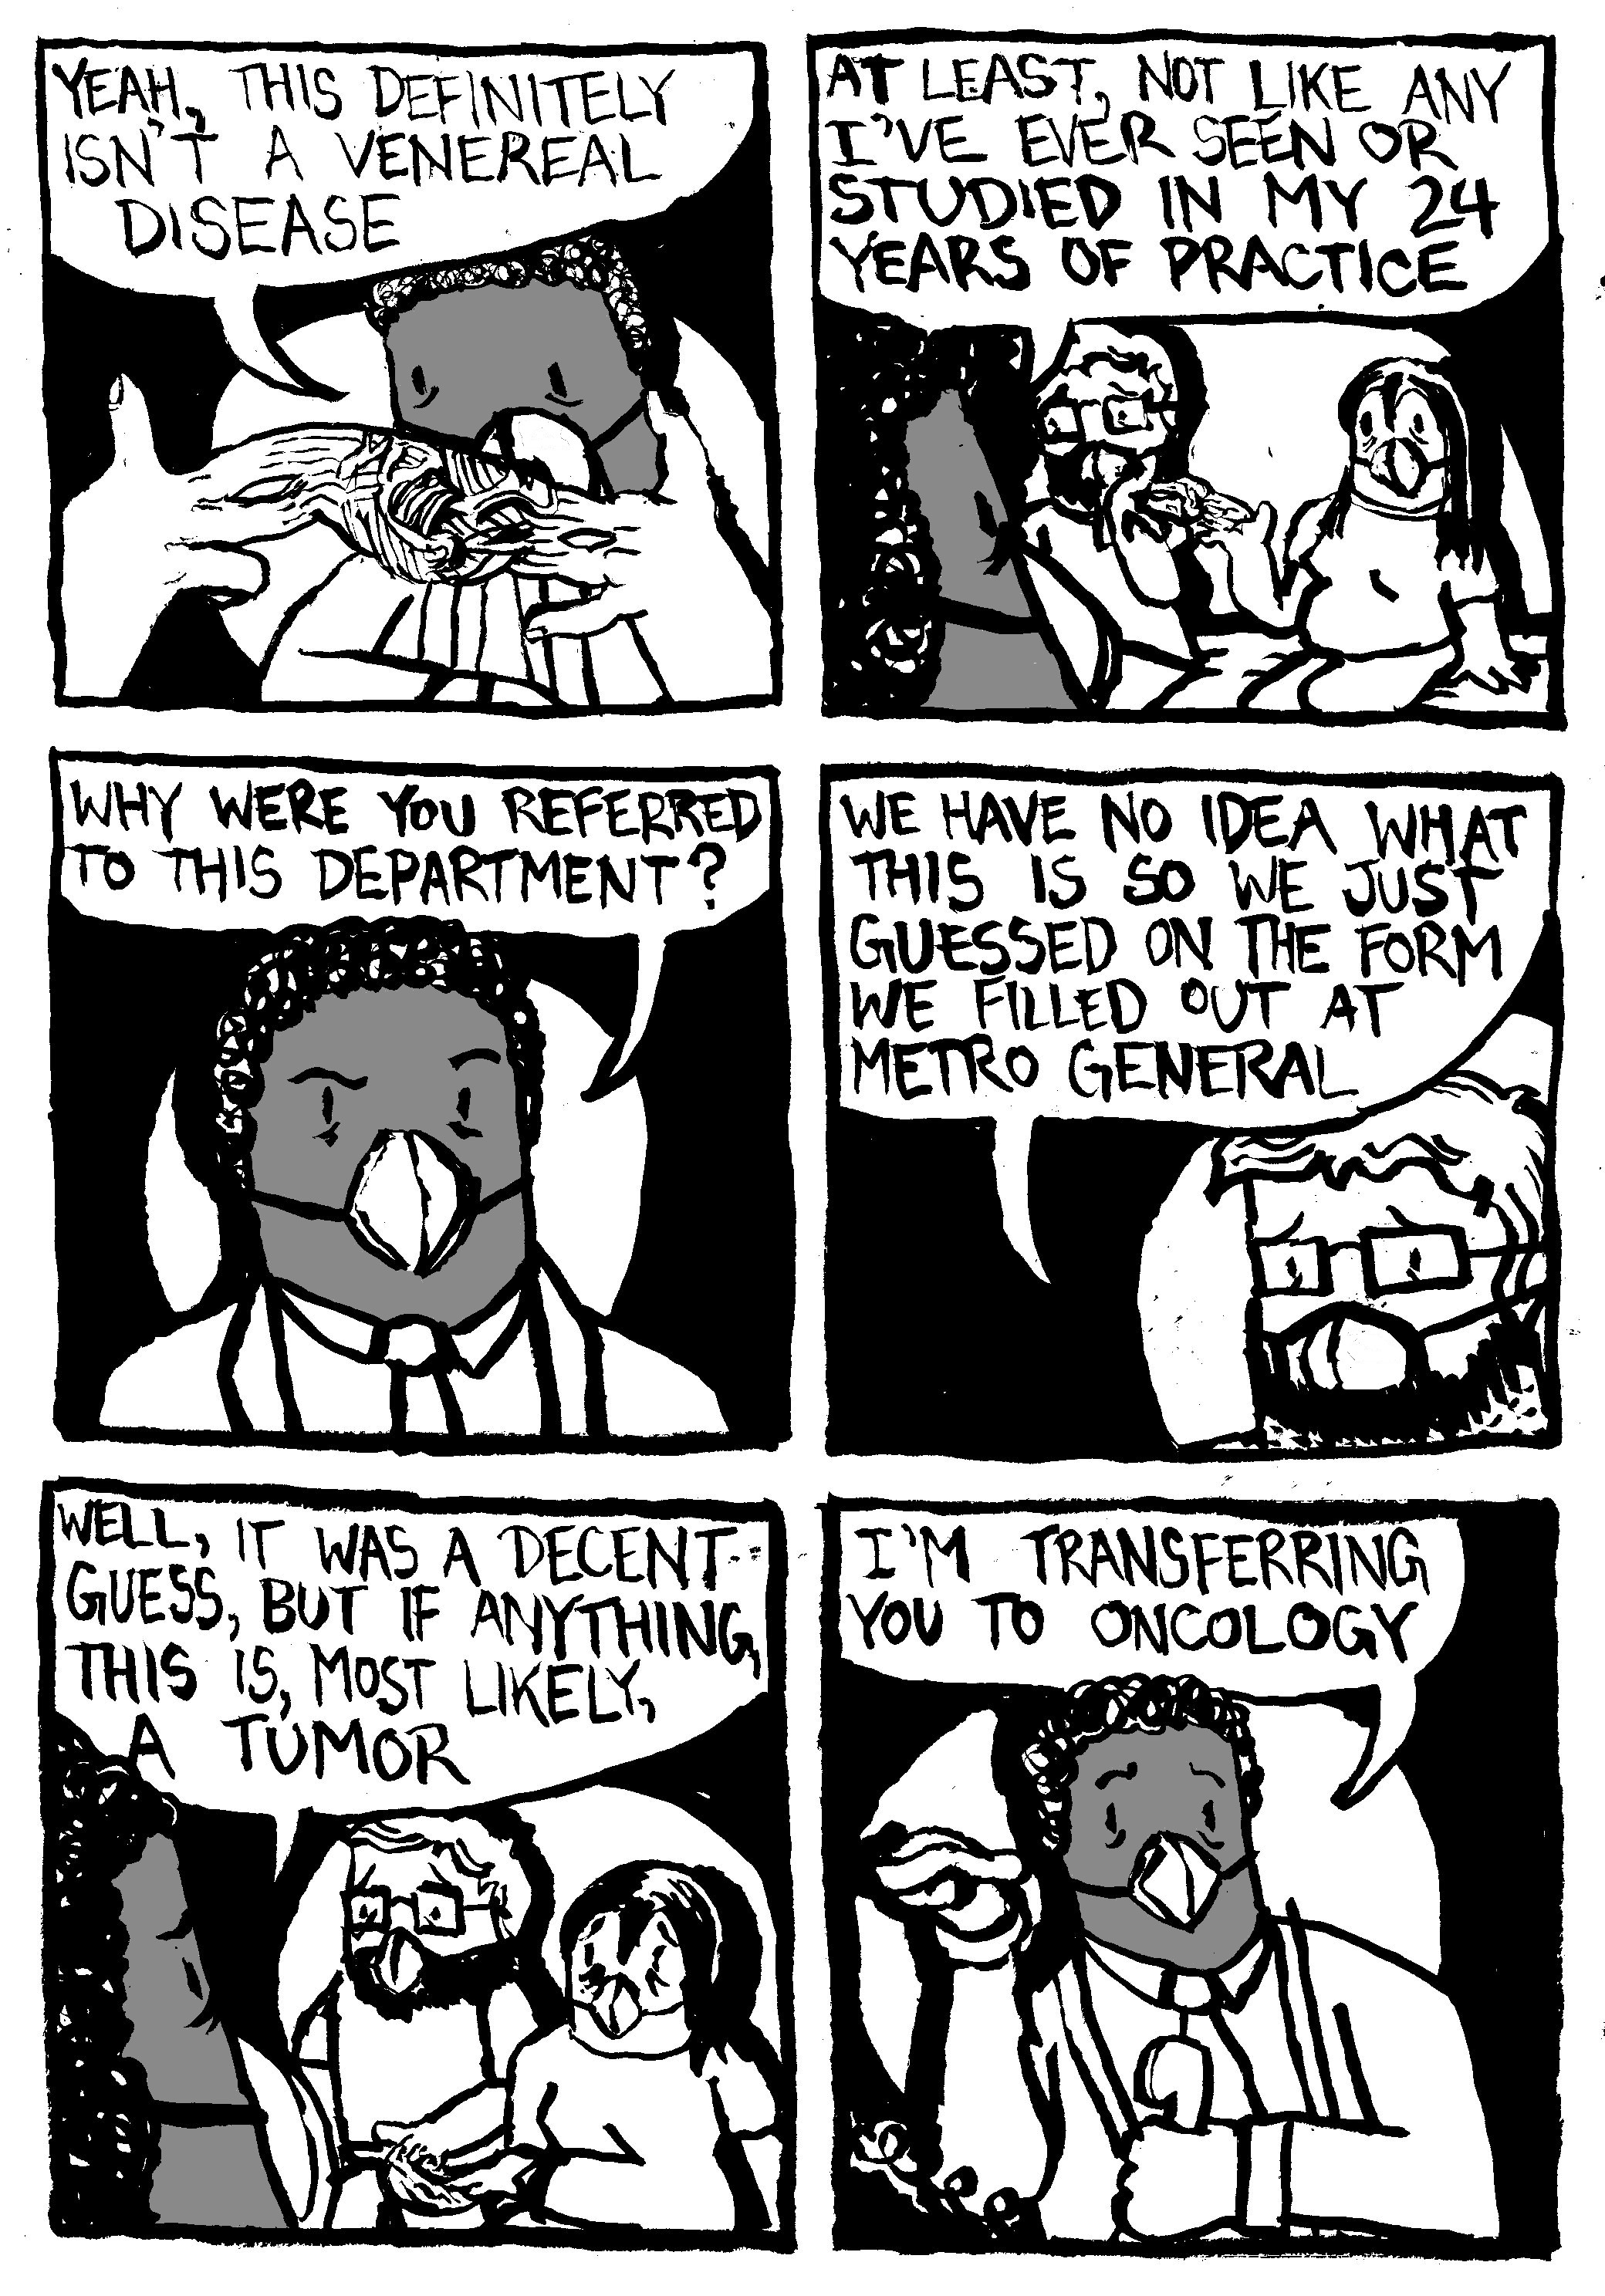 YEAH, THIS DEFINITELY
ISN'T A VENEREAL
DISEASE
AT LEAST, NOT LIKE ANY
I'VE EVER SEEN OR
STUDIED IN MY 24
YEARS OF PRACTICE
WHY WERE YOU REFERRED
TO THIS DEPARTMENT?
WE HAVE NO IDEA WHAT
THIS IS SO WE JUST
GUESSED ON THE FORM
WE FILLED OUT AT
METRO GENERAL
WELL, IT WAS A DECENT
GUESS, BUT IF ANYTHING,
THIS IS, MOST LIKELY,
A TUMOR
I'M TRANSFERRING
YOU TO ONCOLOGY